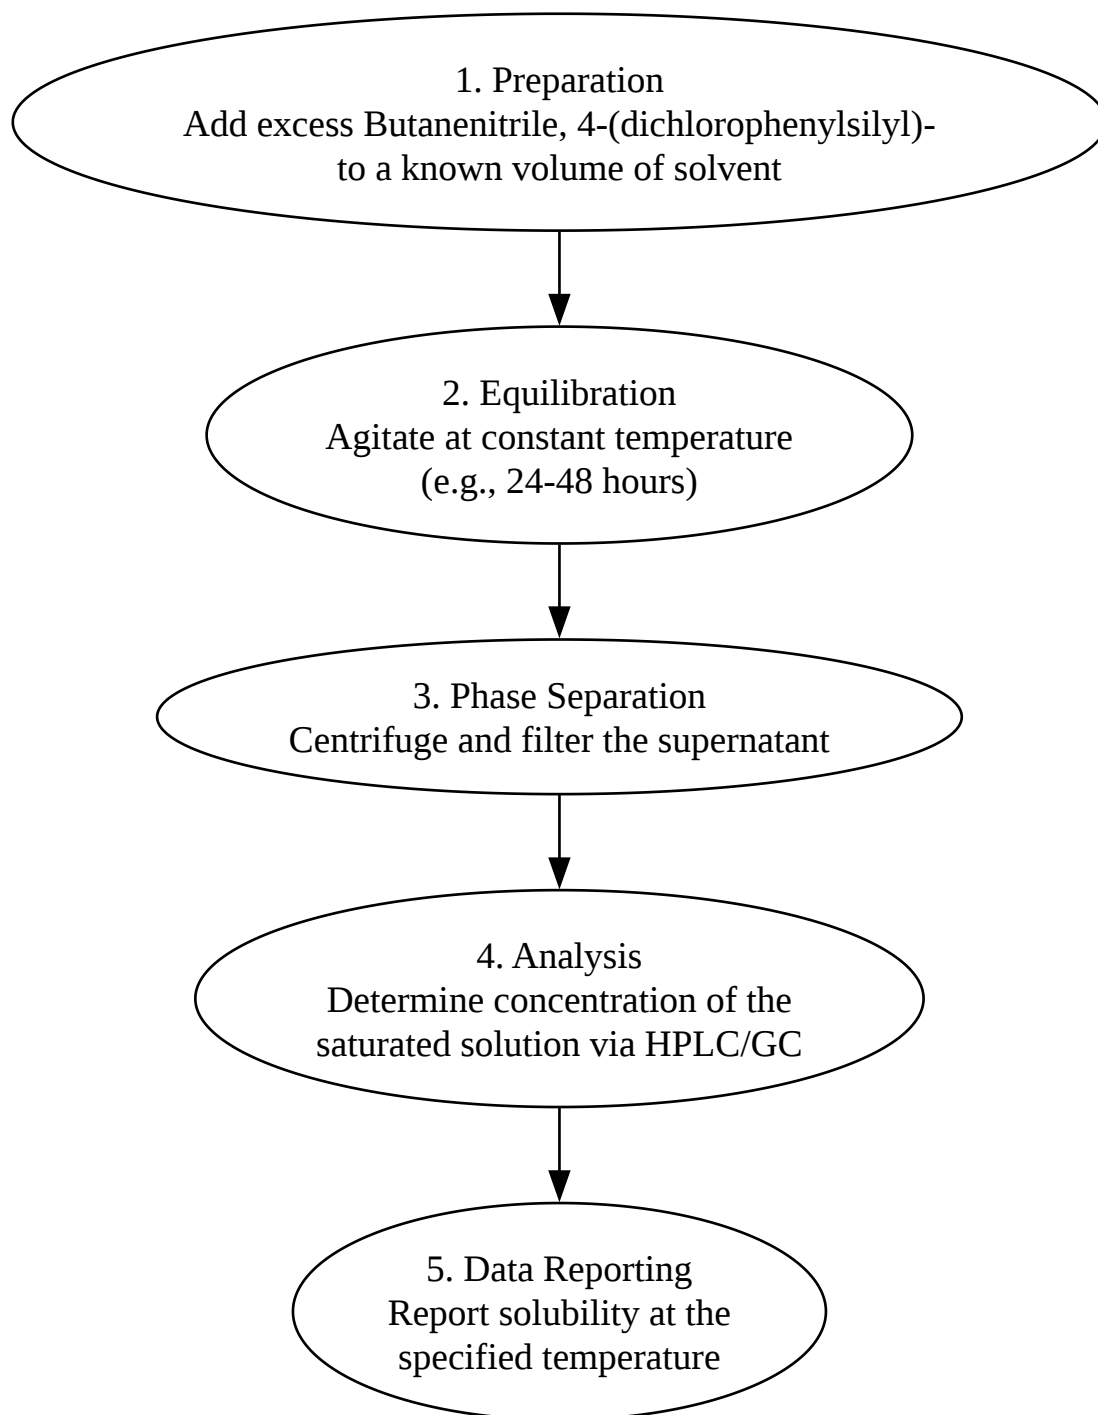 1. Preparation
Add excess Butanenitrile, 4-(dichlorophenylsilyl)-
to a known volume of solvent
2. Equilibration
Agitate at constant temperature
(e.g., 24-48 hours)
3. Phase Separation
Centrifuge and filter the supernatant
4. Analysis
Determine concentration of the
saturated solution via HPLC/GC
5. Data Reporting
Report solubility at the
specified temperature